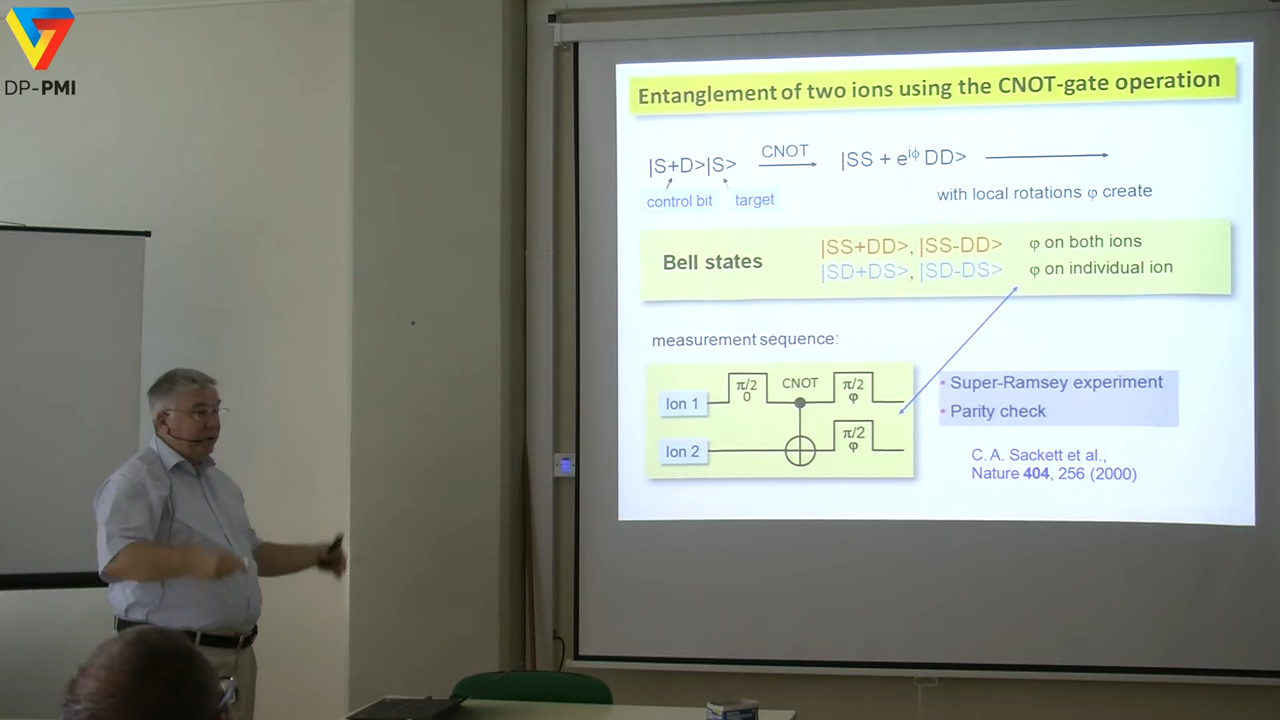 DP-PMI
Entanglement of two ions using the CNOT-gate operation
|S+D>|S> CNOT |SS + e^iϕ DD>
control bit target
with local rotations φ create
Bell states
|SS+DD>, |SS-DD> φ on both ions
|SD+DS>, |SD-DS> φ on individual ion
measurement sequence:
Ion 1 π/2 0 CNOT π/2 φ
Ion 2 π/2 φ
• Super-Ramsey experiment
• Parity check
C. A. Sackett et al.,
Nature 404, 256 (2000)